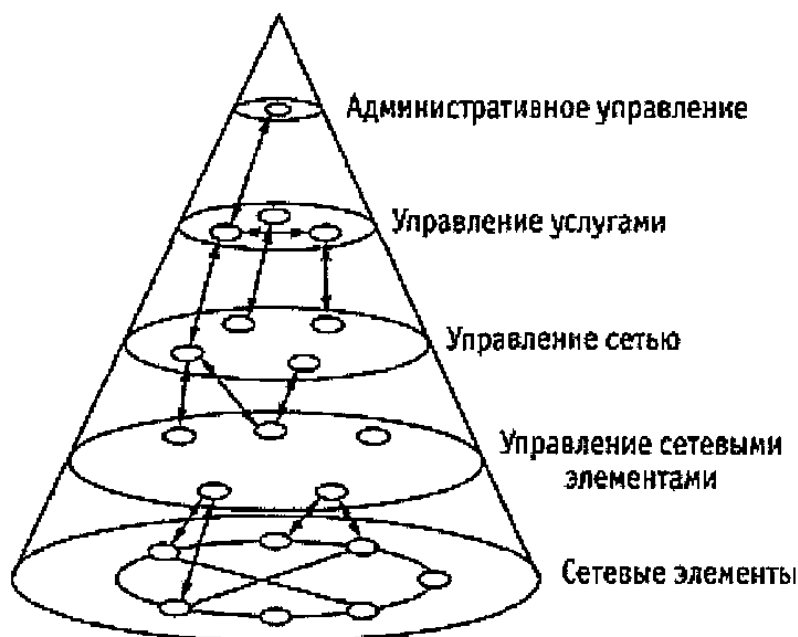 Административное управление
Управление услугами
Управление сетью
Управление сетевыми
элементами
Сетевые элементы